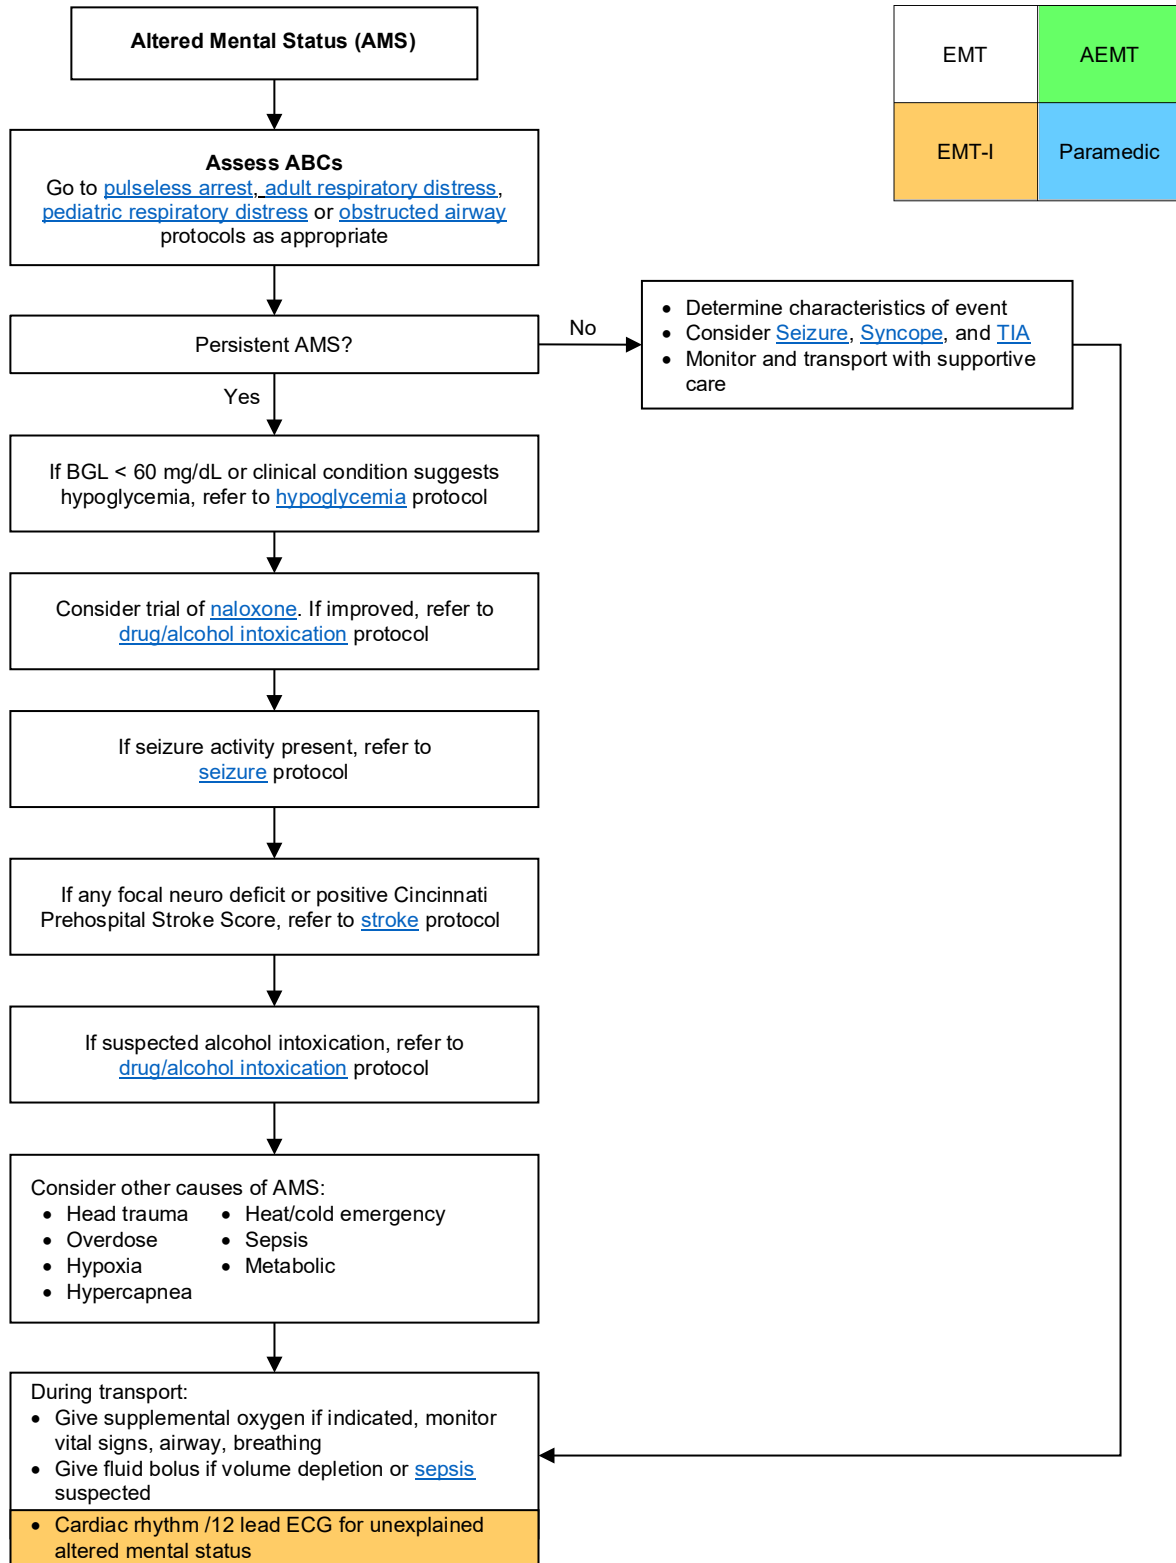 Altered Mental Status (AMS)
EMT
AEMT
EMT-I
Paramedic
Assess ABCs
Go to pulseless arrest, adult respiratory distress,
pediatric respiratory distress or obstructed airway
protocols as appropriate
Persistent AMS?
No
• Determine characteristics of event
• Consider Seizure, Syncope, and TIA
• Monitor and transport with supportive
care
Yes
If BGL < 60 mg/dL or clinical condition suggests
hypoglycemia, refer to hypoglycemia protocol
Consider trial of naloxone. If improved, refer to
drug/alcohol intoxication protocol
If seizure activity present, refer to
seizure protocol
If any focal neuro deficit or positive Cincinnati
Prehospital Stroke Score, refer to stroke protocol
If suspected alcohol intoxication, refer to
drug/alcohol intoxication protocol
Consider other causes of AMS:
• Head trauma
• Overdose
• Hypoxia
• Hypercapnea
• Heat/cold emergency
• Sepsis
• Metabolic
During transport:
• Give supplemental oxygen if indicated, monitor
vital signs, airway, breathing
• Give fluid bolus if volume depletion or sepsis
suspected
• Cardiac rhythm /12 lead ECG for unexplained
altered mental status